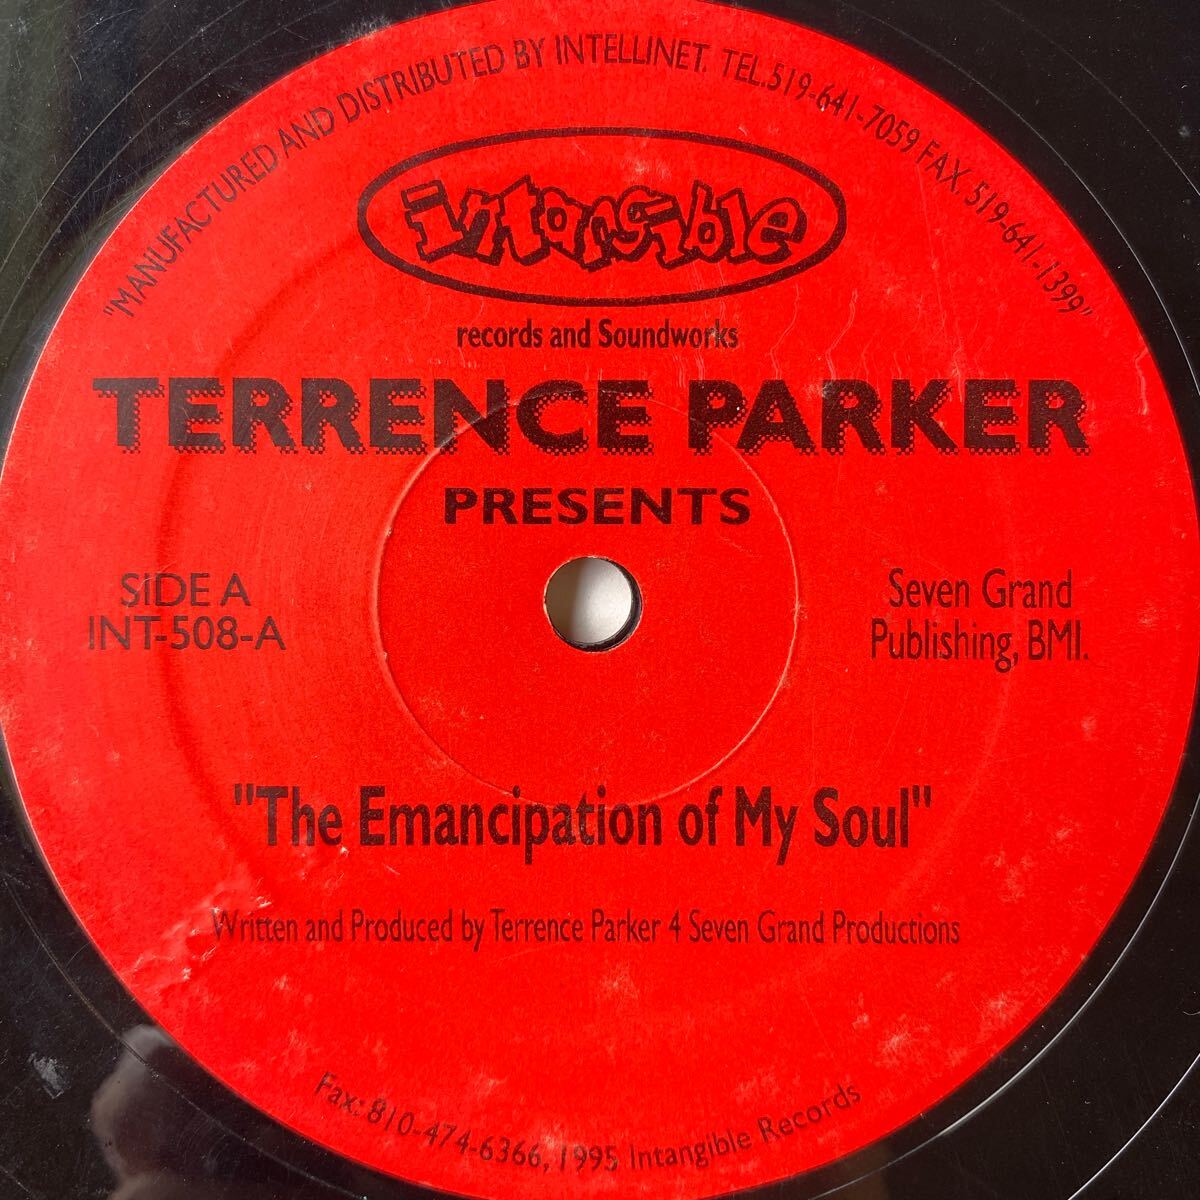 "MANUFACTURED AND DISTRIBUTED BY INTELLINET. TEL.519-641-7059 FAX. 519-641-1399"
intangible
records and Soundworks
TERRENCE PARKER
PRESENTS
SIDE A
INT-508-A
Seven Grand
Publishing, BMI.
"The Emancipation of My Soul"
Written and Produced by Terrence Parker 4 Seven Grand Productions
Fax: 810-474-6366, 1995 Intangible Records